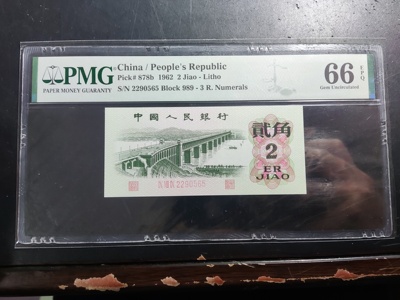 PMG
PAPER MONEY GUARANTY
China / People's Republic
Pick# 878b 1962 2 Jiao - Litho
S/N 2290565 Block 989 - 3 R. Numerals
66 EPQ
Gem Uncirculated
中國人民銀行
貳角
2
ER
JIAO
2290565